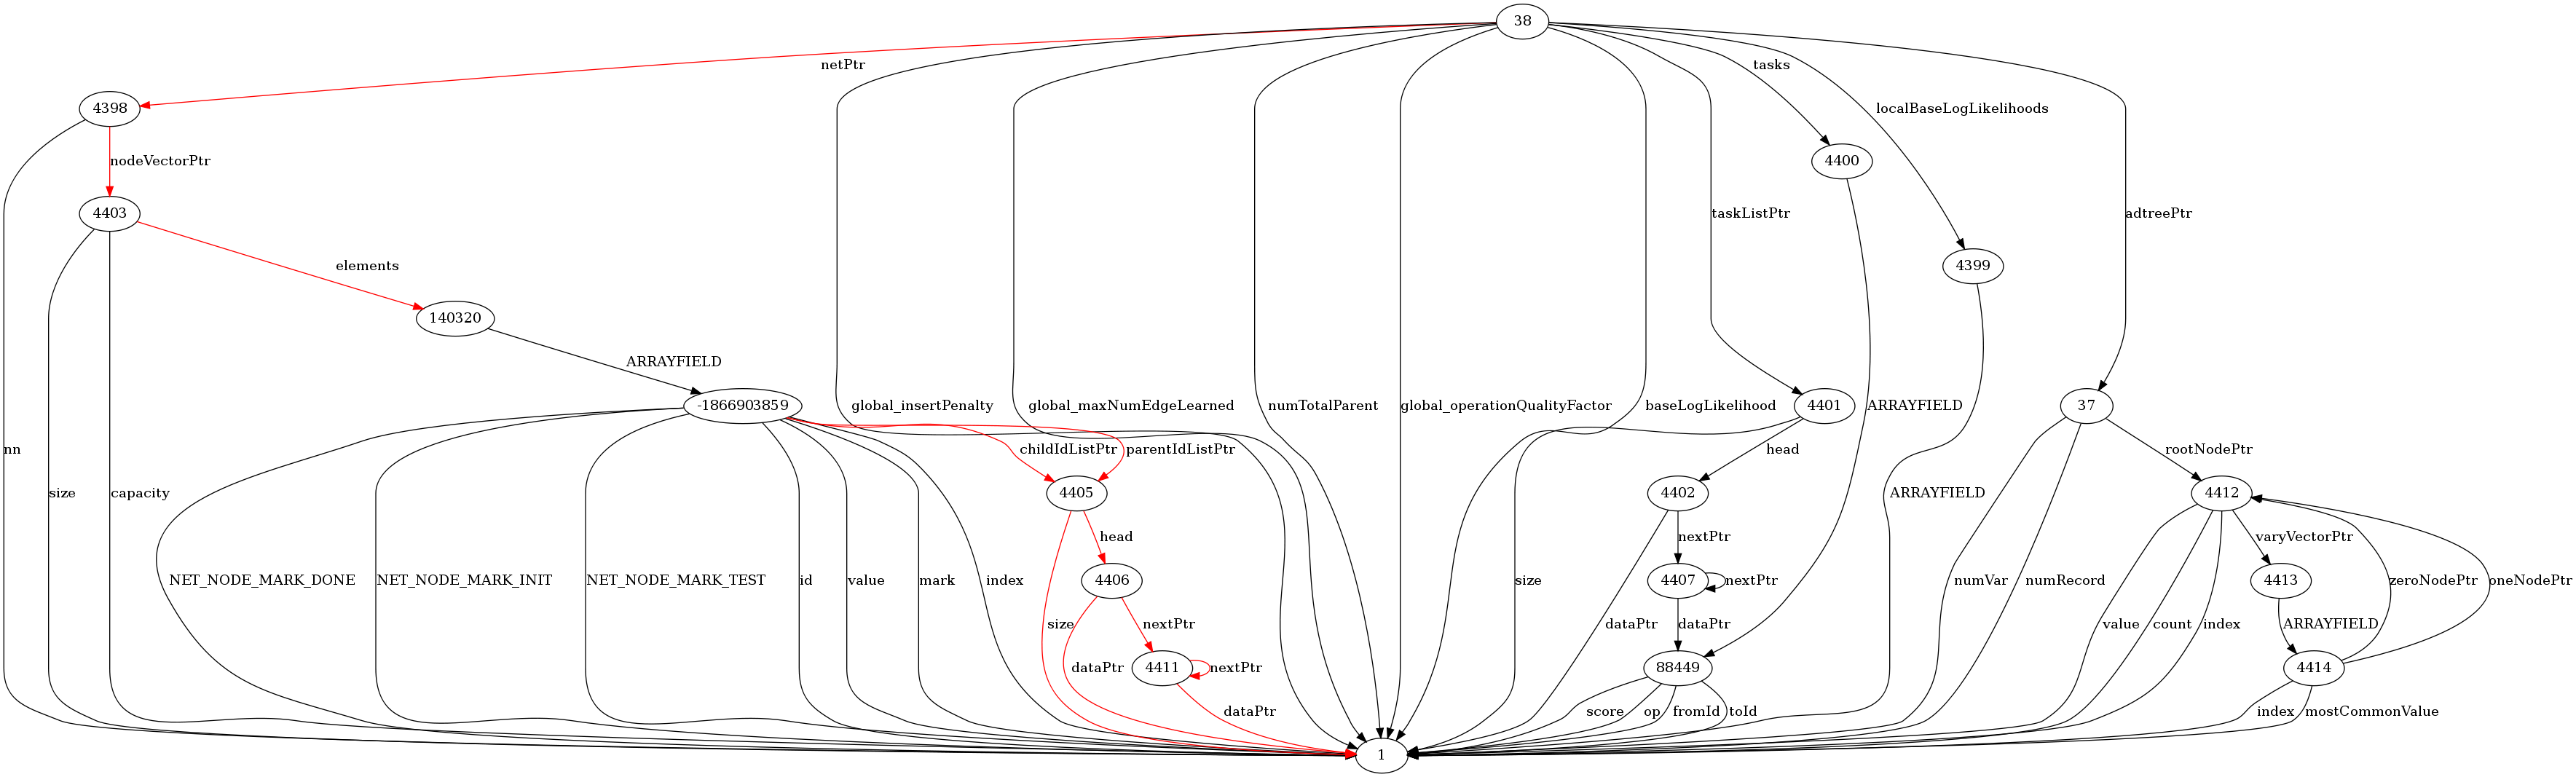 38
netPtr
tasks
4398
localBaseLogLikelihoods
nodeVectorPtr
4400
4403
taskListPtr
adtreePtr
elements
4399
140320
ARRAYFIELD
-1866903859
global_insertPenalty
global_maxNumEdgeLearned
numTotalParent
global_operationQualityFactor
baseLogLikelihood
4401
ARRAYFIELD
37
nn
childIdListPtr
parentIdListPtr
head
rootNodePtr
size
capacity
4405
4402
ARRAYFIELD
4412
head
nextPtr
varyVectorPtr
NET_NODE_MARK_DONE
NET_NODE_MARK_INIT
NET_NODE_MARK_TEST
id
value
mark
index
4406
size
4407
nextPtr
numVar
numRecord
4413
zeroNodePtr
oneNodePtr
size
nextPtr
dataPtr
dataPtr
value
count
index
ARRAYFIELD
dataPtr
4411
nextPtr
88449
4414
dataPtr
score
op
fromId
toId
index
mostCommonValue
1